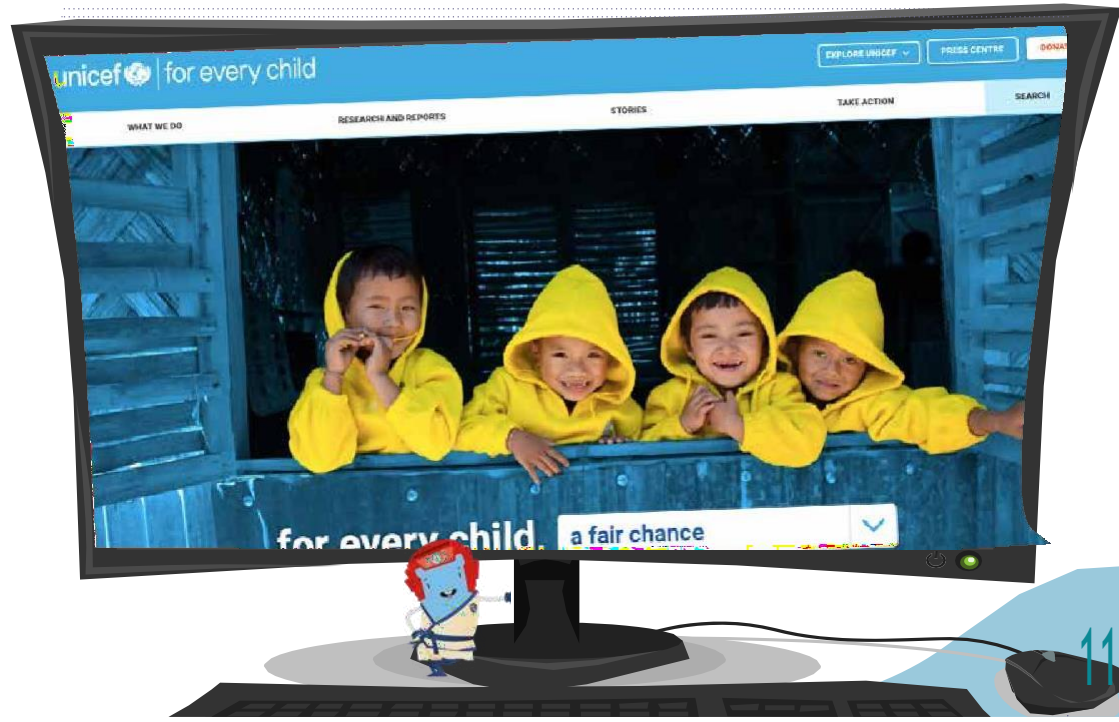 unicef for every child
EXPLORE UNICEF
PRESS CENTRE
WHAT WE DO
RESEARCH AND REPORTS
STORIES
TAKE ACTION
SEARCH
for every child,
a fair chance
11